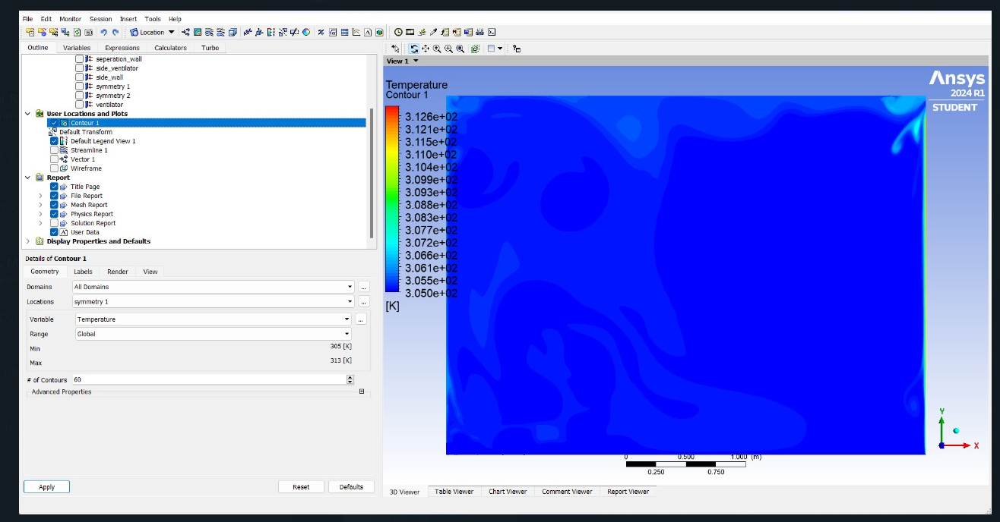 File Edit Monitor Session Insert Tools Help
Location
Outline Variables Expressions Calculators Turbo
seperation_wall
side_ventilator
side_wall
symmetry 1
symmetry 2
ventilator
User Locations and Plots
Contour 1
Default Transform
Default Legend View 1
Streamline 1
Vector 1
Wireframe
Report
Title Page
File Report
Mesh Report
Physics Report
Solution Report
User Data
Display Properties and Defaults
Details of Contour 1
Geometry Labels Render View
Domains All Domains ...
Locations symmetry 1 ...
Variable Temperature ...
Range Global
Min 305 [K]
Max 313 [K]
# of Contours 60
Advanced Properties
Apply Reset Defaults
View 1
Temperature
Contour 1
3.126e+02
3.121e+02
3.115e+02
3.110e+02
3.104e+02
3.099e+02
3.093e+02
3.088e+02
3.083e+02
3.077e+02
3.072e+02
3.066e+02
3.061e+02
3.055e+02
3.050e+02
[K]
Ansys
2024 R1
STUDENT
Y
X
0 0.500 1.000 (m)
0.250 0.750
3D Viewer Table Viewer Chart Viewer Comment Viewer Report Viewer